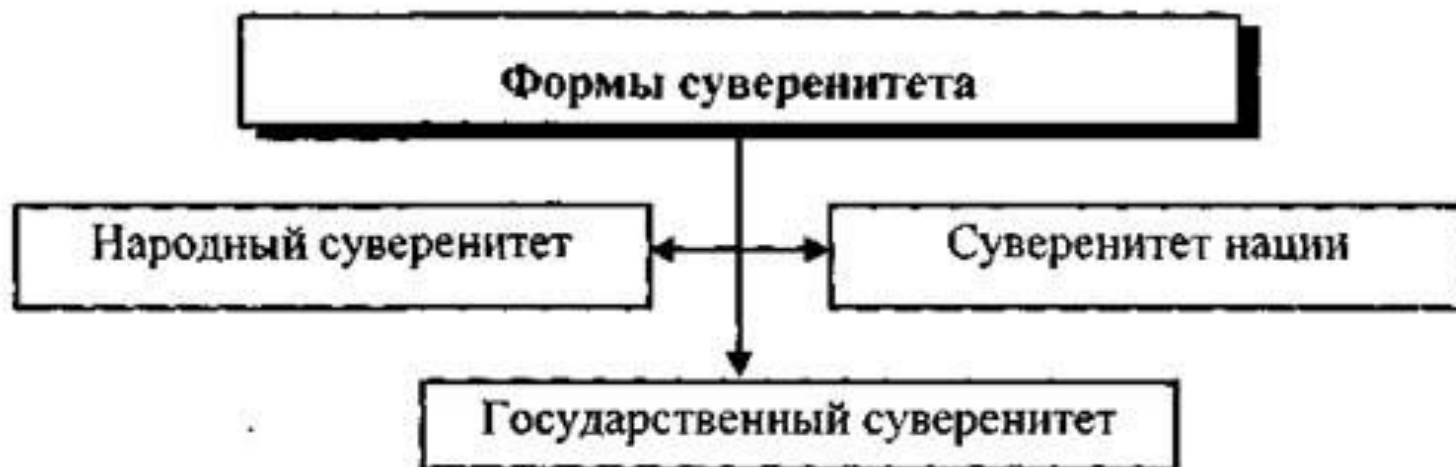 Формы суверенитета
Народный суверенитет
Суверенитет нации
Государственный суверенитет